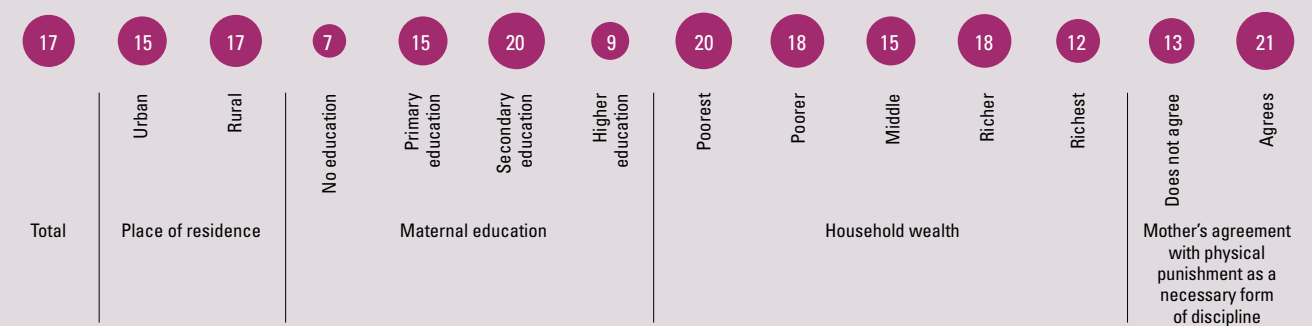 17 15 17 7 15 20 9 20 18 15 18 12 13 21
Urban
Rural
No education
Primary
education
Secondary
education
Higher
education
Poorest
Poorer
Middle
Richer
Richest
Does not agree
Agrees
Total
Place of residence
Maternal education
Household wealth
Mother's agreement
with physical
punishment as a
necessary form
of discipline